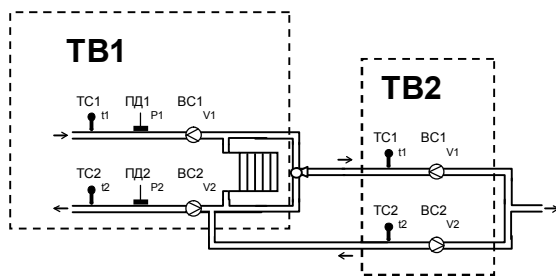 ТВ1
ТВ2
ТС1 ПД1 ВС1
t1 P1 V1
ТС1 ВС1
t1 V1
ТС2 ПД2 ВС2
t2 P2 V2
ТС2 ВС2
t2 V2